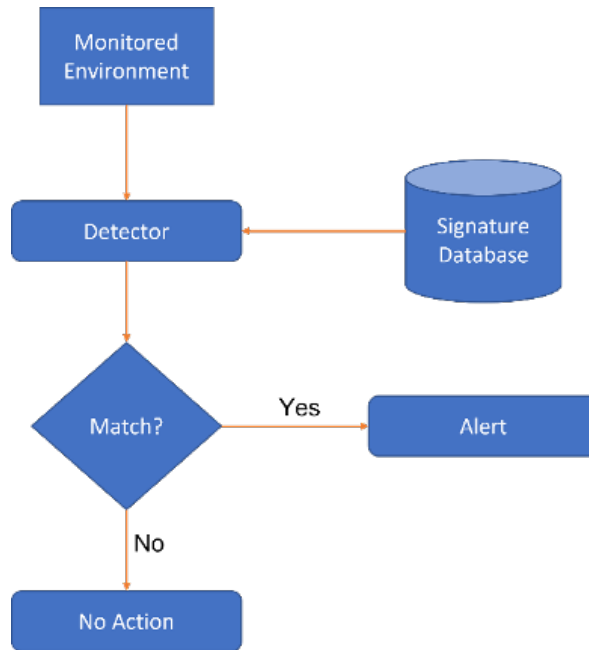 Monitored
Environment
Detector
Signature
Database
Match?
Yes
Alert
No
No Action